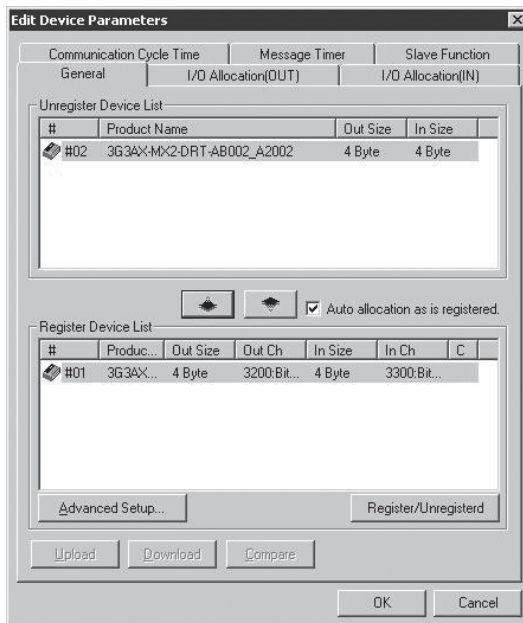 Edit Device Parameters
Communication Cycle Time Message Timer Slave Function
General I/O Allocation(OUT) I/O Allocation(IN)
Unregister Device List
# Product Name Out Size In Size
#02 3G3AX-MX2-DRT-AB002_A2002 4 Byte 4 Byte
Auto allocation as is registered.
Register Device List
# Produc... Out Size Out Ch In Size In Ch C
#01 3G3AX... 4 Byte 3200:Bit... 4 Byte 3300:Bit...
Advanced Setup... Register/Unregisterd
Upload Download Compare
OK Cancel